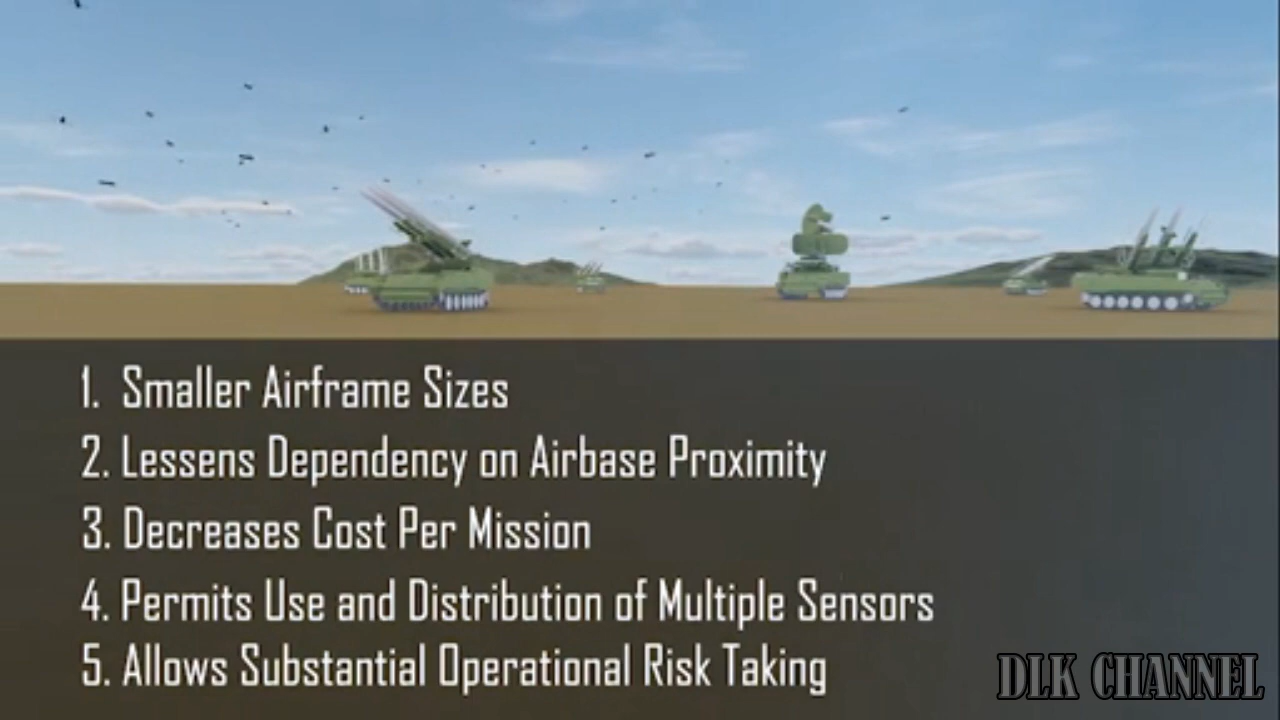 1. Smaller Airframe Sizes
2. Lessens Dependency on Airbase Proximity
3. Decreases Cost Per Mission
4. Permits Use and Distribution of Multiple Sensors
5. Allows Substantial Operational Risk Taking
DLK CHANNEL